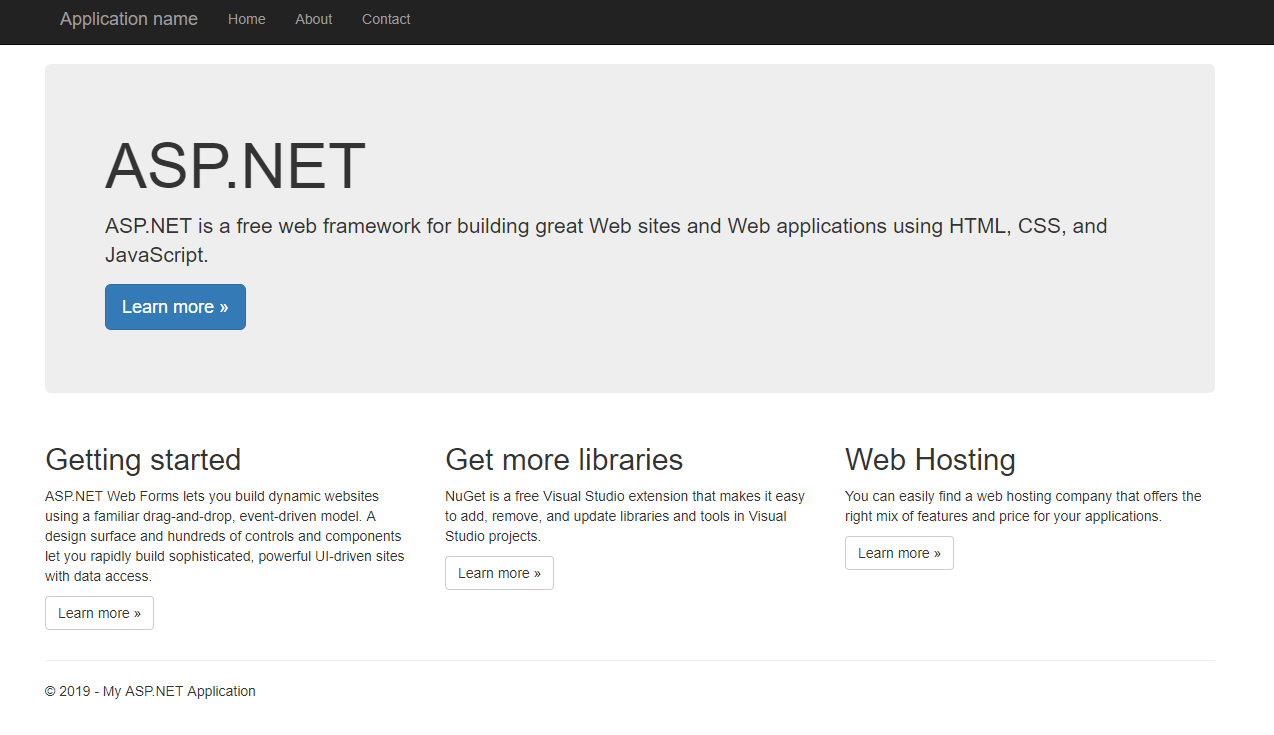 Application name Home About Contact
ASP.NET
ASP.NET is a free web framework for building great Web sites and Web applications using HTML, CSS, and
JavaScript.
Learn more »
Getting started
ASP.NET Web Forms lets you build dynamic websites
using a familiar drag-and-drop, event-driven model. A
design surface and hundreds of controls and components
let you rapidly build sophisticated, powerful UI-driven sites
with data access.
Learn more »
Get more libraries
NuGet is a free Visual Studio extension that makes it easy
to add, remove, and update libraries and tools in Visual
Studio projects.
Learn more »
Web Hosting
You can easily find a web hosting company that offers the
right mix of features and price for your applications.
Learn more »
© 2019 - My ASP.NET Application